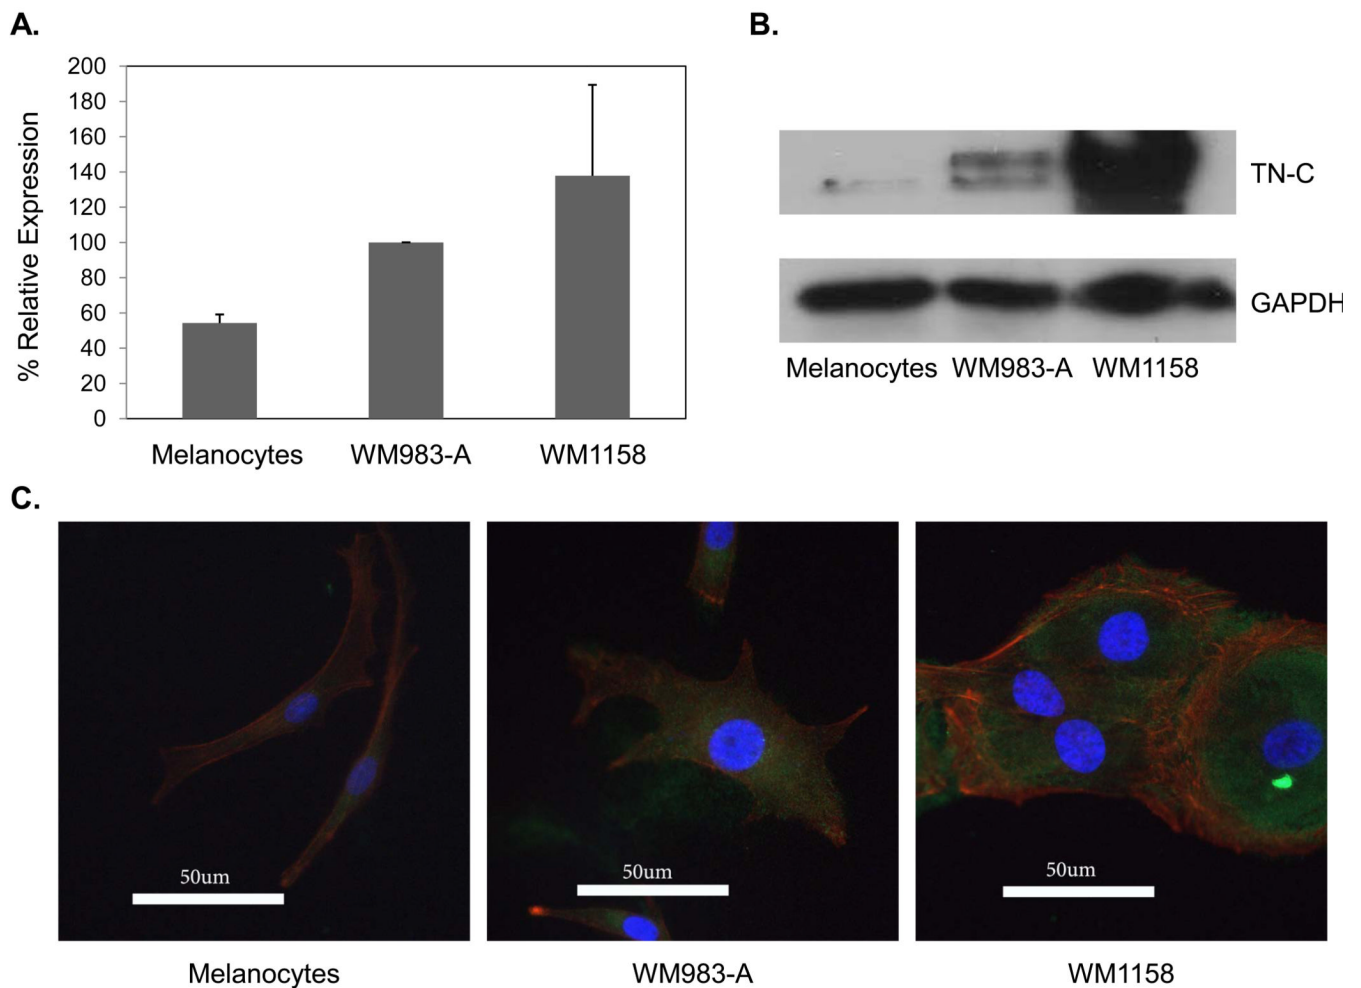 A.
% Relative Expression
200
180
160
140
120
100
80
60
40
20
0
Melanocytes WM983-A WM1158
B.
TN-C
GAPDH
Melanocytes WM983-A WM1158
C.
50um 50um 50um
Melanocytes WM983-A WM1158